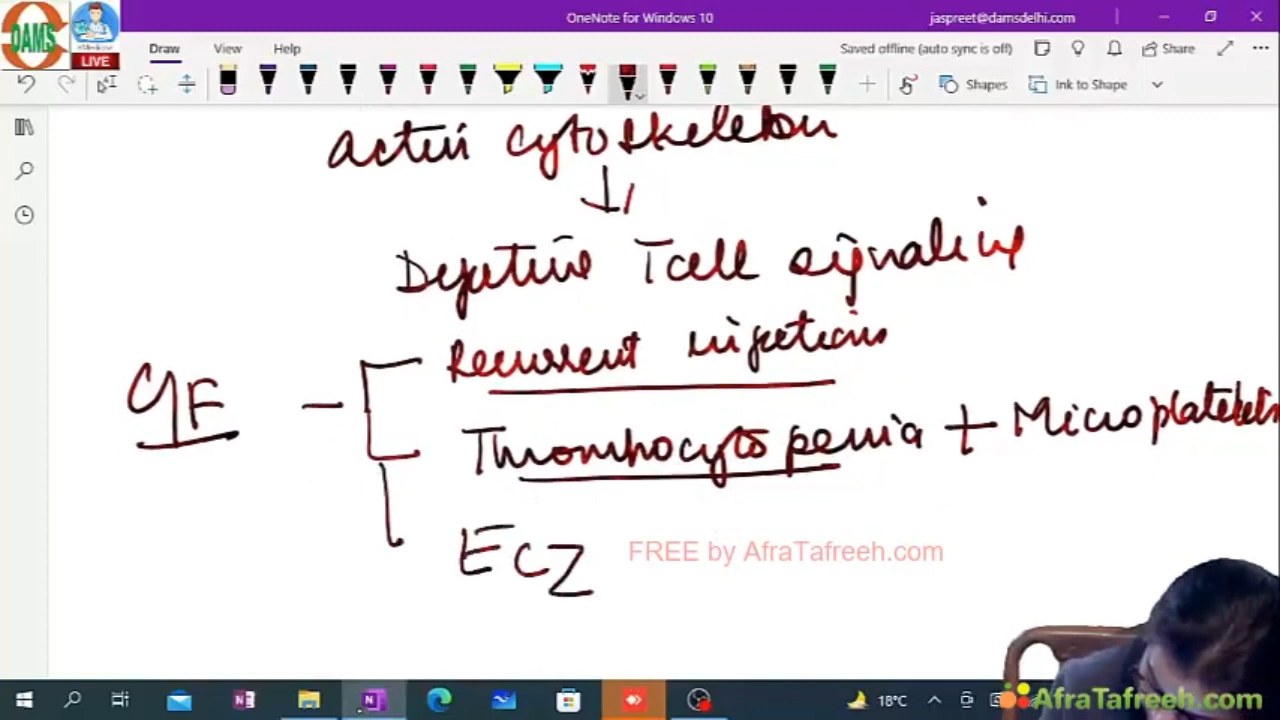 OneNote for Windows 10
jaspreet@damsdelhi.com
DAMS
eMedicoz
LIVE
Draw View Help
Saved offline (auto sync is off)
Share
Shapes
Ink to Shape
Actin cytoskeleton
↓
Defective T cell signaling
C/F - Recurrent infections
Thrombocytopenia + Microplatelets
ECZ
FREE by AfraTafreeh.com
18°C
AfraTafreeh.com